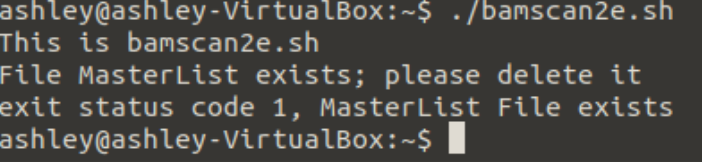 ashley@ashley-VirtualBox:~$ ./bamscan2e.sh
This is bamscan2e.sh
File MasterList exists; please delete it
exit status code 1, MasterList File exists
ashley@ashley-VirtualBox:~$